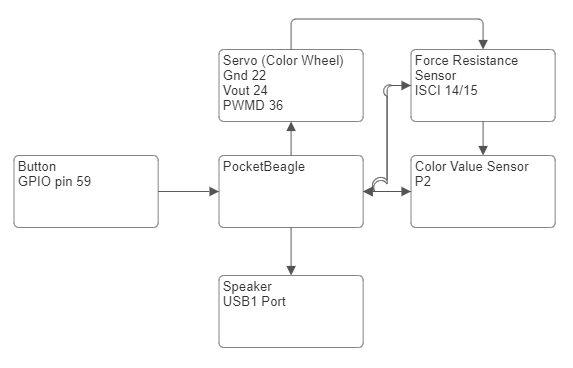 Servo (Color Wheel)
Gnd 22
Vout 24
PWMD 36
Force Resistance
Sensor
ISCI 14/15
Button
GPIO pin 59
PocketBeagle
Color Value Sensor
P2
Speaker
USB1 Port